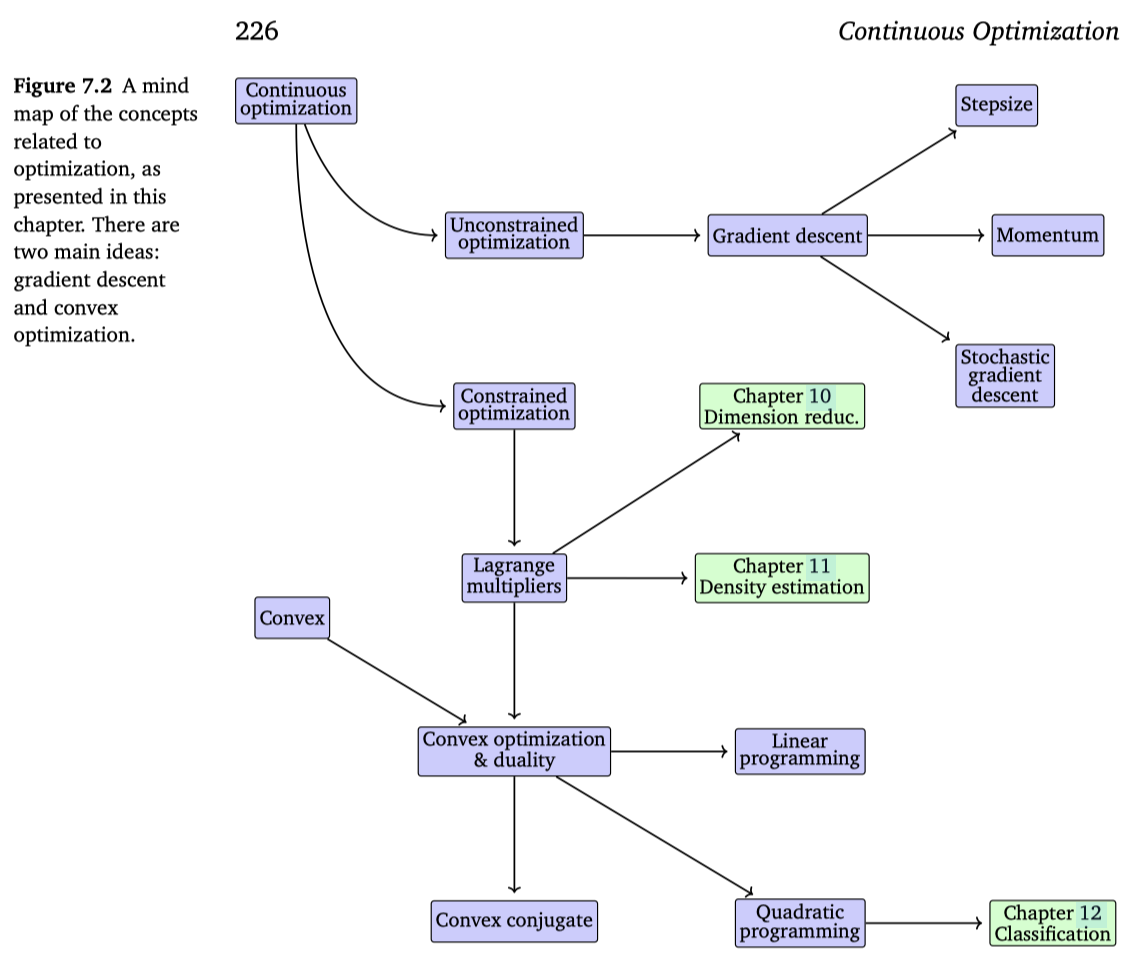 226
Continuous Optimization
Figure 7.2 A mind
map of the concepts
related to
optimization, as
presented in this
chapter. There are
two main ideas:
gradient descent
and convex
optimization.
Continuous
optimization
Stepsize
Unconstrained
optimization
Gradient descent
Momentum
Stochastic
gradient
descent
Constrained
optimization
Chapter 10
Dimension reduc.
Lagrange
multipliers
Chapter 11
Density estimation
Convex
Convex optimization
& duality
Linear
programming
Convex conjugate
Quadratic
programming
Chapter 12
Classification